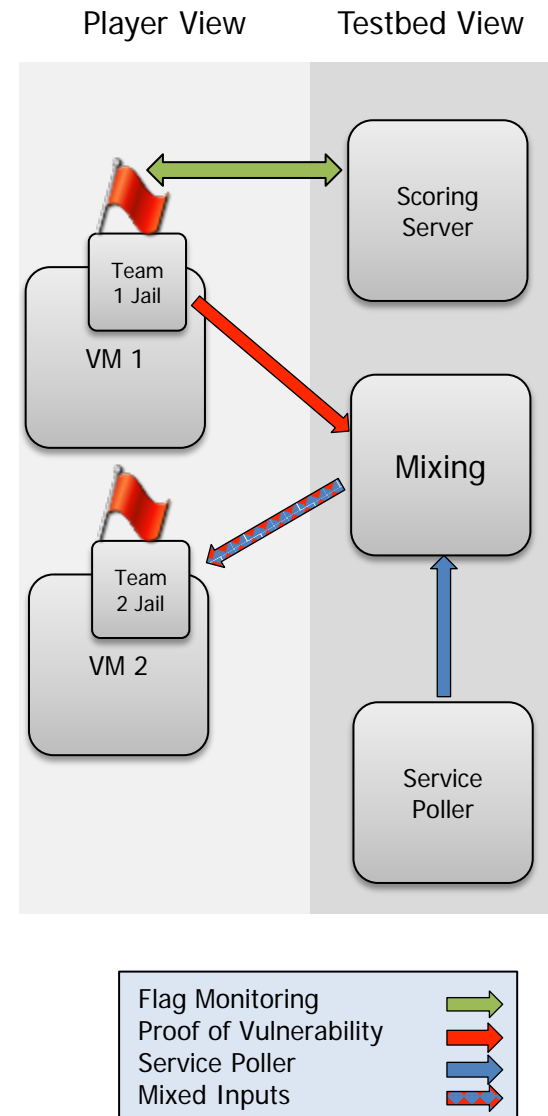 Player View
Testbed View
Scoring
Server
Team
1 Jail
VM 1
Mixing
Team
2 Jail
VM 2
Service
Poller
Flag Monitoring
Proof of Vulnerability
Service Poller
Mixed Inputs